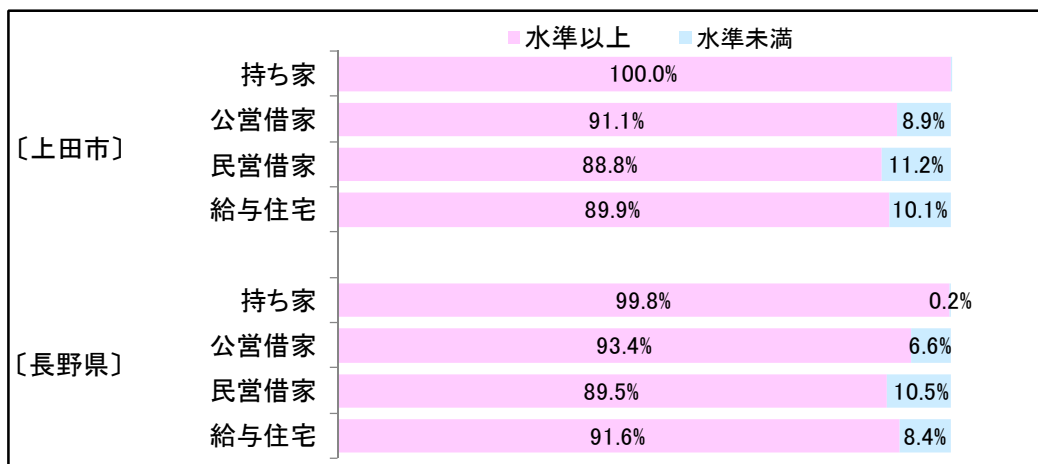 水準以上 水準未満
〔上田市〕
持ち家 100.0%
公営借家 91.1% 8.9%
民営借家 88.8% 11.2%
給与住宅 89.9% 10.1%
〔長野県〕
持ち家 99.8% 0.2%
公営借家 93.4% 6.6%
民営借家 89.5% 10.5%
給与住宅 91.6% 8.4%